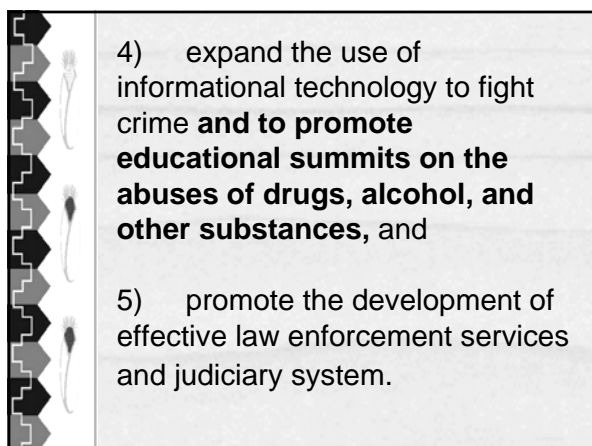 4) expand the use of
informational technology to fight
crime and to promote
educational summits on the
abuses of drugs, alcohol, and
other substances, and
5) promote the development of
effective law enforcement services
and judiciary system.